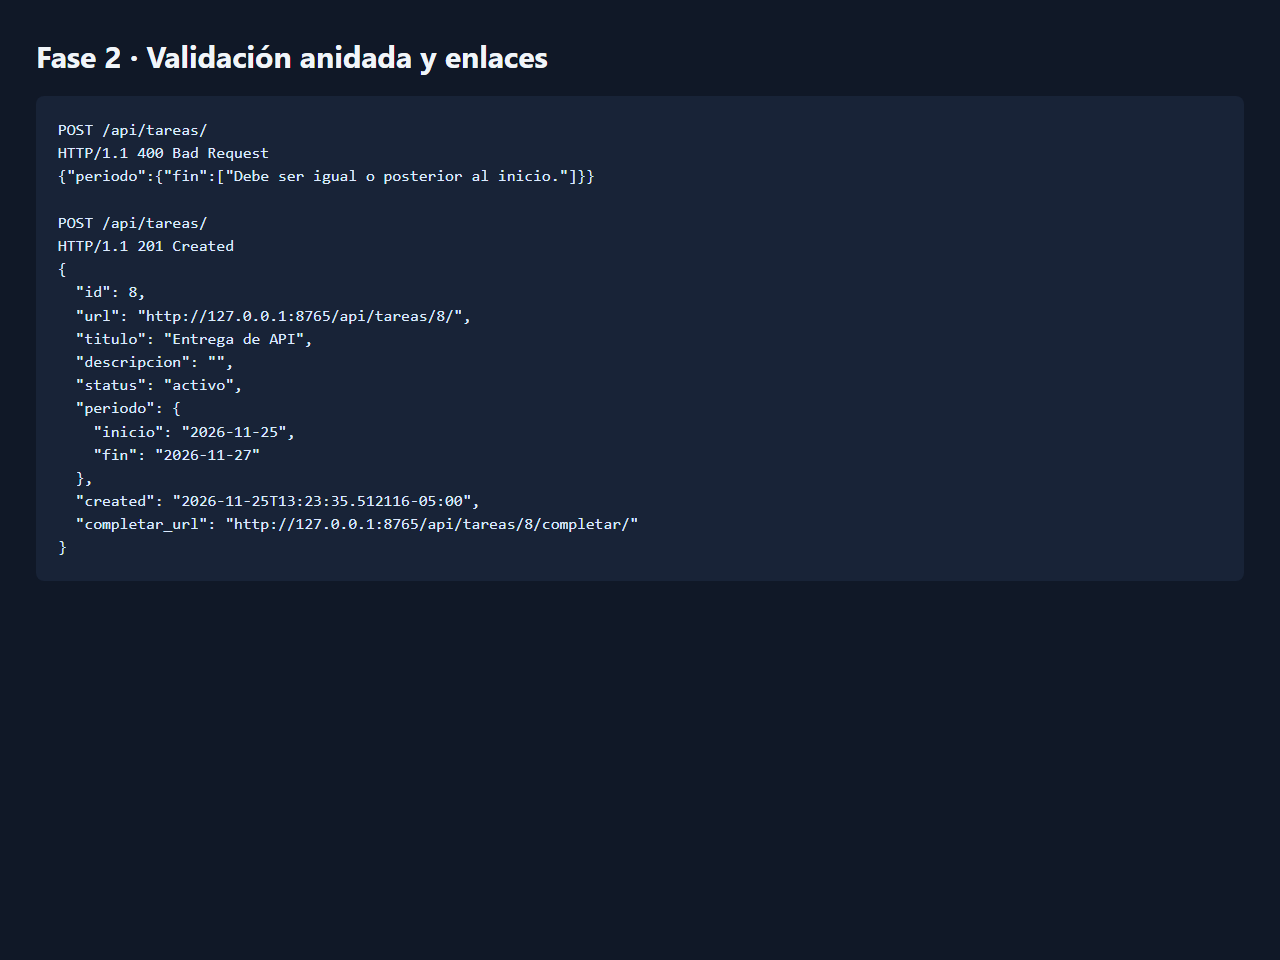 Fase 2 · Validación anidada y enlaces
POST /api/tareas/
HTTP/1.1 400 Bad Request
{"periodo":{"fin":["Debe ser igual o posterior al inicio."]}}
POST /api/tareas/
HTTP/1.1 201 Created
{
  "id": 8,
  "url": "http://127.0.0.1:8765/api/tareas/8/",
  "titulo": "Entrega de API",
  "descripcion": "",
  "status": "activo",
  "periodo": {
    "inicio": "2026-11-25",
    "fin": "2026-11-27"
  },
  "created": "2026-11-25T13:23:35.512116-05:00",
  "completar_url": "http://127.0.0.1:8765/api/tareas/8/completar/"
}